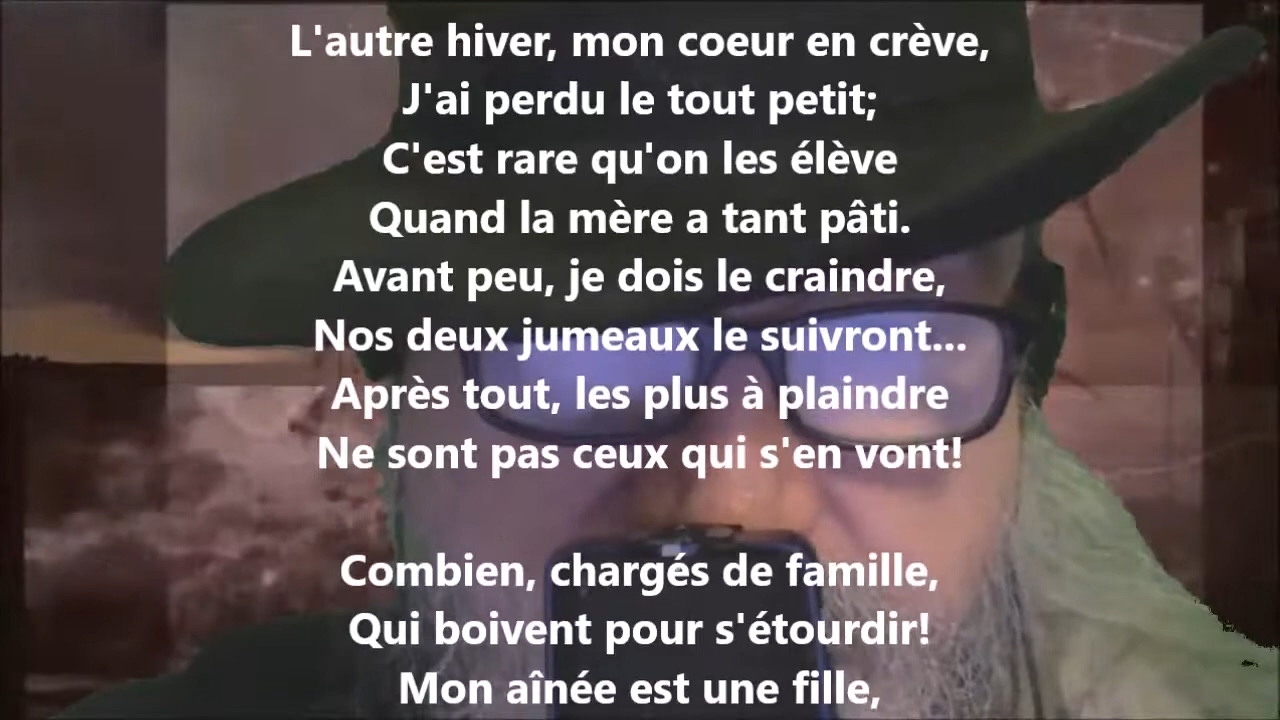 L'autre hiver, mon coeur en crève,
J'ai perdu le tout petit;
C'est rare qu'on les élève
Quand la mère a tant pâti.
Avant peu, je dois le craindre,
Nos deux jumeaux le suivront...
Après tout, les plus à plaindre
Ne sont pas ceux qui s'en vont!
Combien, chargés de famille,
Qui boivent pour s'étourdir!
Mon aînée est une fille,